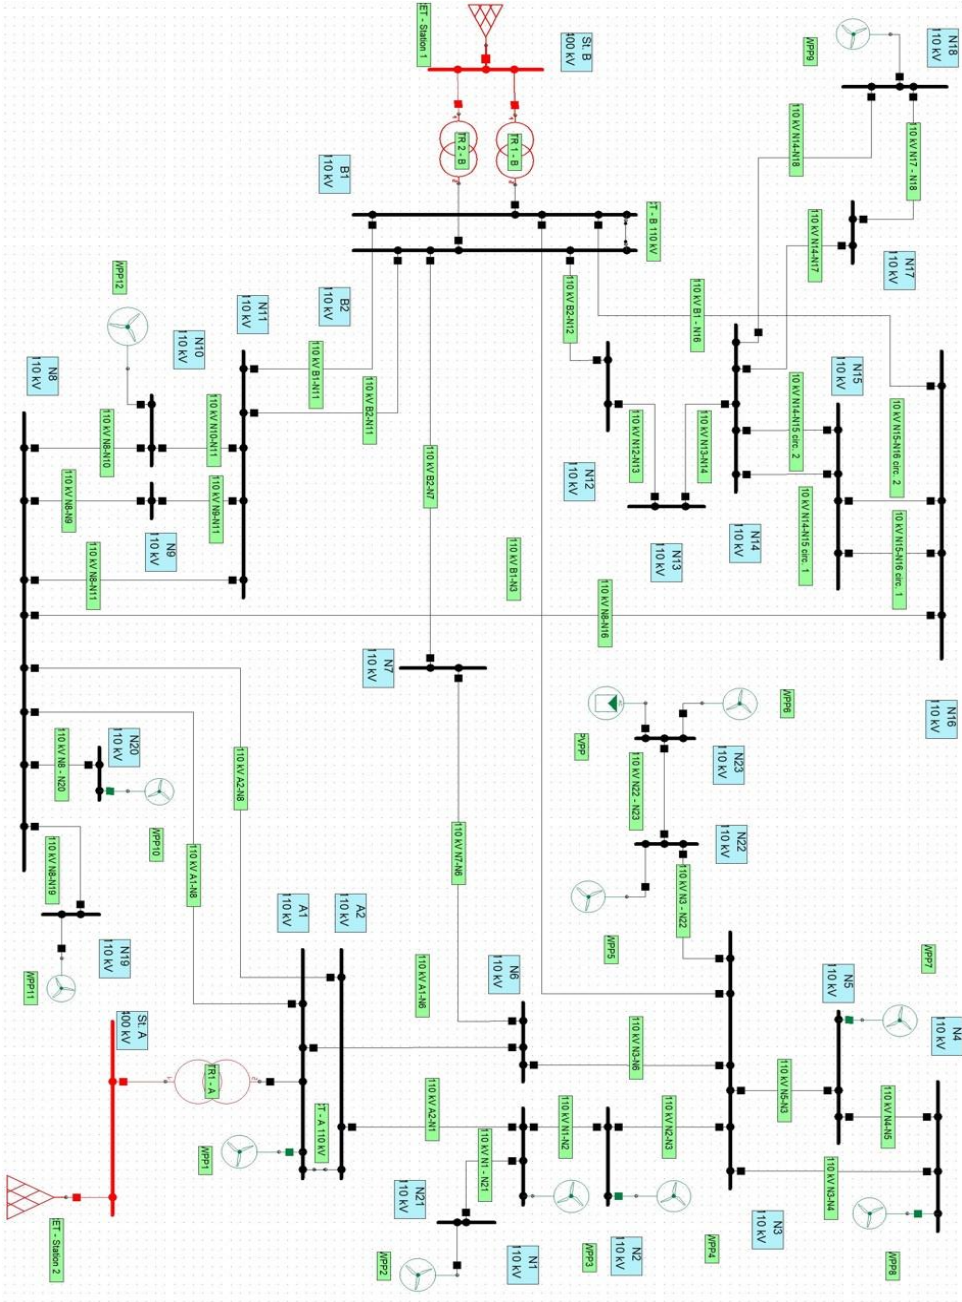 ET - Station 1
St. B
400 kV
WPP9
N18
110 kV
TR 2 - B
TR 1 - B
110 kV N14-N18
110 kV N17 - N18
B1
110 kV
T - B 110 kV
110 kV N14-N17
N17
110 kV
WPP12
N11
110 kV
B2
110 kV
110 kV B2-N12
110 kV B1 - N16
N10
110 kV
N8
110 kV
110 kV B1-N11
110 kV B2-N11
N15
110 kV
110 kV N8-N10
110 kV N10-N11
110 kV N12-N13
110 kV N13-N14
10 kV N14-N15 circ. 2
10 kV N15-N16 circ. 2
110 kV B2-N7
N12
110 kV
110 kV N8-N9
110 kV N9-N11
N9
110 kV
N14
110 kV
10 kV N14-N15 circ. 1
10 kV N15-N16 circ. 1
N13
110 kV
110 kV N8-N11
110 kV B1-N3
110 kV N8-N16
N7
110 kV
N16
110 kV
WPP6
PVPP
N20
110 kV
110 kV N8 - N20
110 kV A2-N8
110 kV N22 - N23
N23
110 kV
WPP10
110 kV A1-N8
110 kV N7-N6
N22
110 kV
110 kV N8-N19
110 kV N3 - N22
A1
110 kV
A2
110 kV
WPP5
WPP7
N19
110 kV
WPP11
110 kV A1-N6
N6
110 kV
N5
110 kV
N4
110 kV
St. A
400 kV
TR1 - A
110 kV N3-N6
110 kV N5-N3
110 kV N4-N5
T - A 110 kV
WPP1
110 kV A2-N1
110 kV N1 - N21
110 kV N1-N2
110 kV N2-N3
110 kV N3-N4
N21
110 kV
N3
110 kV
ET - Station 2
WPP2
N1
110 kV
WPP3
N2
110 kV
WPP4
WPP8